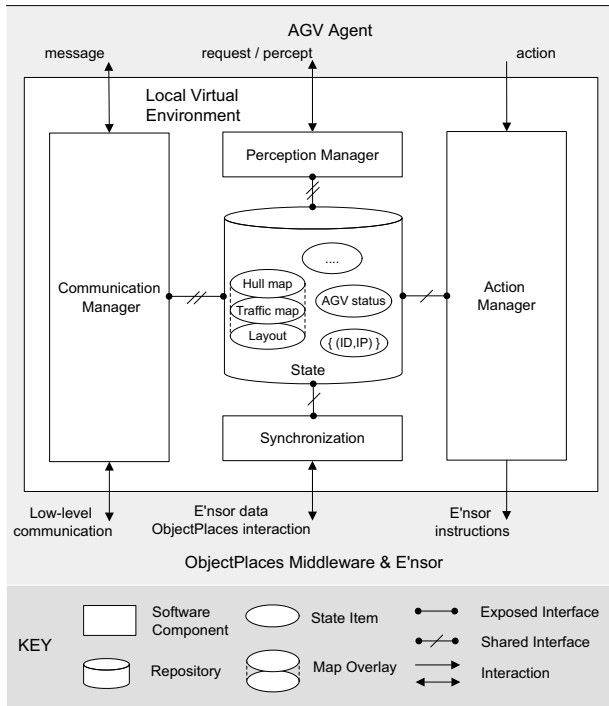 AGV Agent
message
request / percept
action
Local Virtual
Environment
Perception Manager
Communication
Manager
....
Hull map
Traffic map
Layout
AGV status
{ (ID,IP) }
State
Action
Manager
Synchronization
Low-level
communication
E'nsor data
ObjectPlaces interaction
E'nsor
instructions
ObjectPlaces Middleware & E'nsor
KEY
Software
Component
Repository
State Item
Map Overlay
Exposed Interface
Shared Interface
Interaction